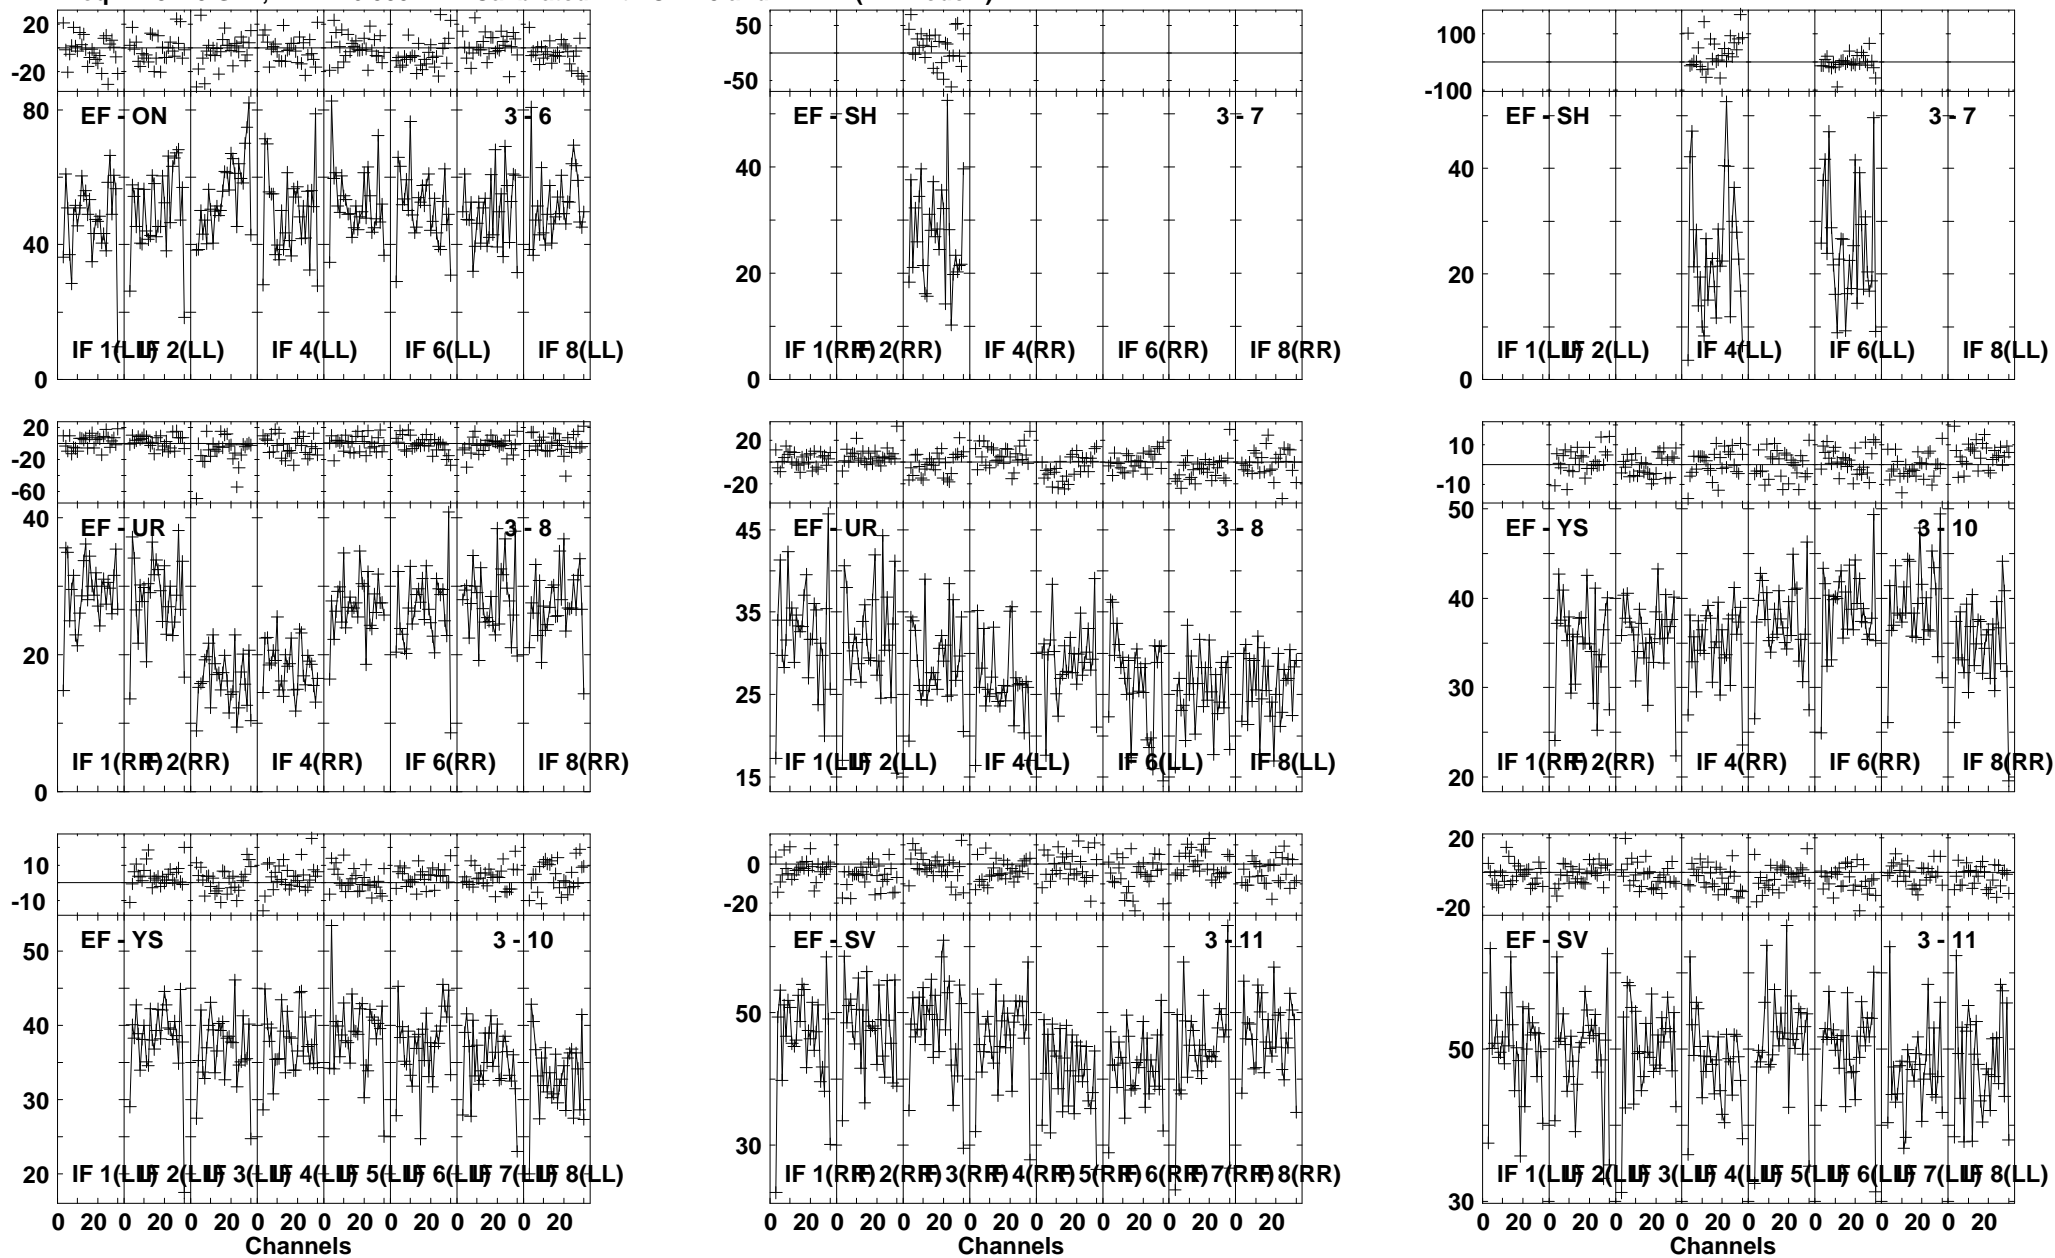 20
-20
EF - ON 3 - 6
80
40
0
IF 1(LL) IF 2(LL) IF 4(LL) IF 6(LL) IF 8(LL)
50
-50
EF - SH 3 - 7
40
20
0
IF 1(RR) IF 2(RR) IF 4(RR) IF 6(RR) IF 8(RR)
100
-100
EF - SH 3 - 7
40
20
0
IF 1(LL) IF 2(LL) IF 4(LL) IF 6(LL) IF 8(LL)
20
-20
-60
EF - UR 3 - 8
40
20
0
IF 1(RR) IF 2(RR) IF 4(RR) IF 6(RR) IF 8(RR)
20
-20
EF - UR 3 - 8
45
35
25
15
IF 1(LL) IF 2(LL) IF 4(LL) IF 6(LL) IF 8(LL)
10
-10
EF - YS 3 - 10
50
40
30
20
IF 1(RR) IF 2(RR) IF 4(RR) IF 6(RR) IF 8(RR)
10
-10
EF - YS 3 - 10
50
40
30
20
IF 1(LL) IF 2(LL) IF 3(LL) IF 4(LL) IF 5(LL) IF 6(LL) IF 7(LL) IF 8(LL)
0 20 0 20 0 20 0 20 0 20 0 20 0 20 0 20
Channels
0
-20
EF - SV 3 - 11
50
30
IF 1(RR) IF 2(RR) IF 3(RR) IF 4(RR) IF 5(RR) IF 6(RR) IF 7(RR) IF 8(RR)
0 20 0 20 0 20 0 20 0 20 0 20 0 20 0 20
Channels
20
-20
EF - SV 3 - 11
50
30
IF 1(LL) IF 2(LL) IF 3(LL) IF 4(LL) IF 5(LL) IF 6(LL) IF 7(LL) IF 8(LL)
0 20 0 20 0 20 0 20 0 20 0 20 0 20 0 20
Channels